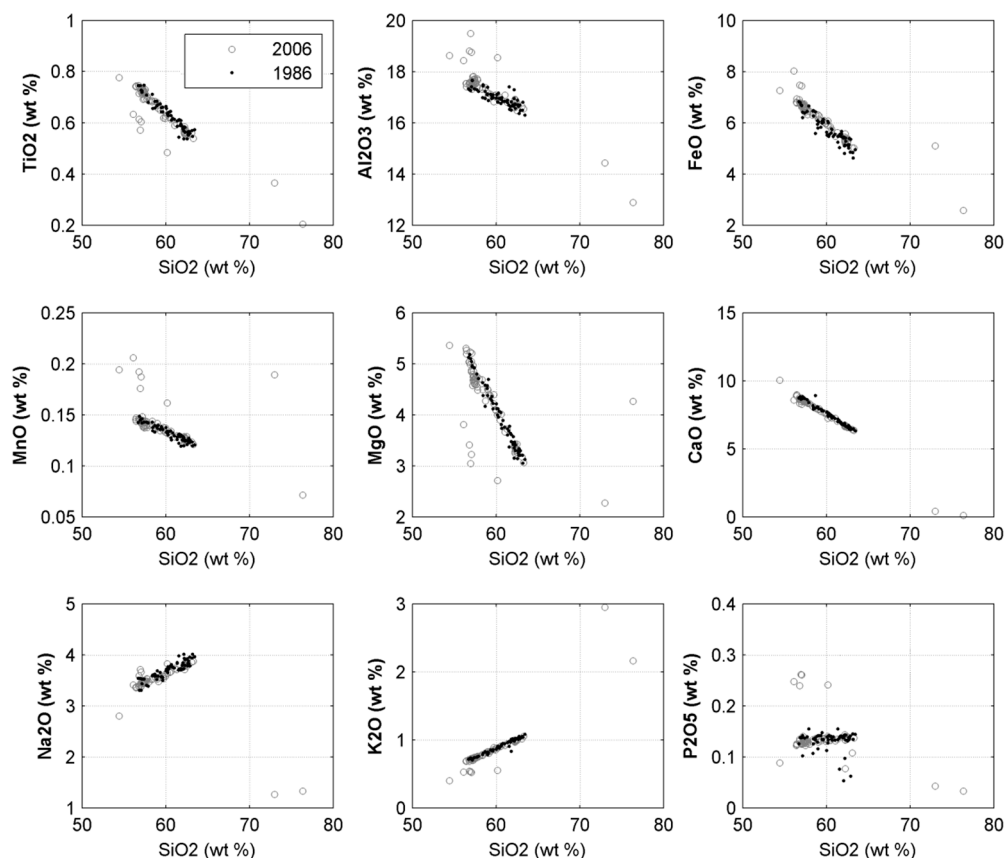 1
0.8
0.6
0.4
0.2
TiO2 (wt %)
2006
1986
50 60 70 80
SiO2 (wt %)
20
18
16
14
12
Al2O3 (wt %)
50 60 70 80
SiO2 (wt %)
10
8
6
4
2
FeO (wt %)
50 60 70 80
SiO2 (wt %)
0.25
0.2
0.15
0.1
0.05
MnO (wt %)
50 60 70 80
SiO2 (wt %)
6
5
4
3
2
MgO (wt %)
50 60 70 80
SiO2 (wt %)
15
10
5
0
CaO (wt %)
50 60 70 80
SiO2 (wt %)
5
4
3
2
1
Na2O (wt %)
50 60 70 80
SiO2 (wt %)
3
2
1
0
K2O (wt %)
50 60 70 80
SiO2 (wt %)
0.4
0.3
0.2
0.1
0
P2O5 (wt %)
50 60 70 80
SiO2 (wt %)